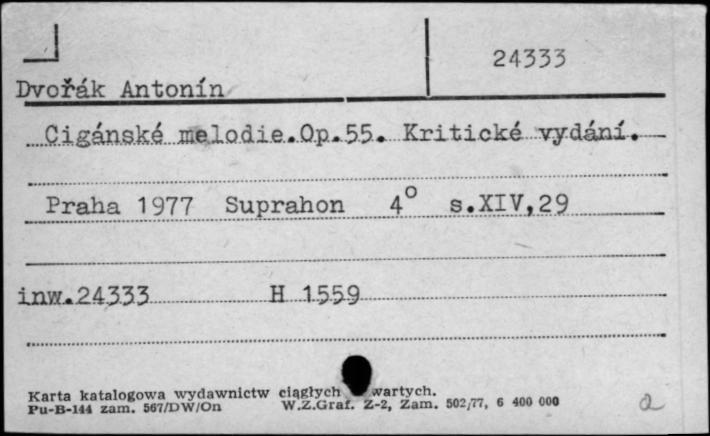 24333
Dvořák Antonín
Cigánské melodie.Op.55. Kritické vydání.
Praha 1977 Suprahon 4° s.XIV,29
inw.24333 H 1559
Karta katalogowa wydawnictw ciągłych wartych.
Pu-B-144 zam. 567/DW/On W.Z.Graf. Z-2, Zam. 502/77, 6 400 000
a